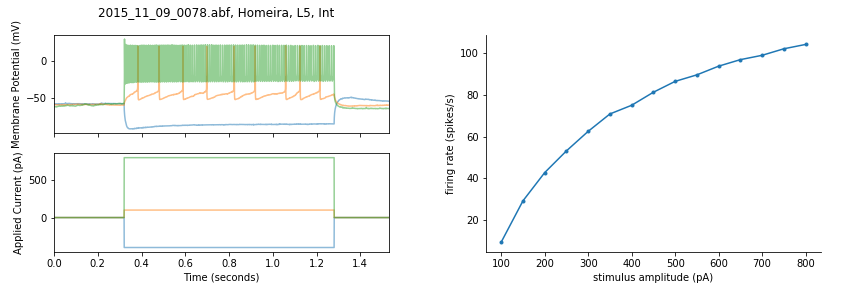 2015_11_09_0078.abf, Homeira, L5, Int
Membrane Potential (mV)
0
−50
Applied Current (pA)
500
0
0.0 0.2 0.4 0.6 0.8 1.0 1.2 1.4
Time (seconds)
firing rate (spikes/s)
100
80
60
40
20
100 200 300 400 500 600 700 800
stimulus amplitude (pA)